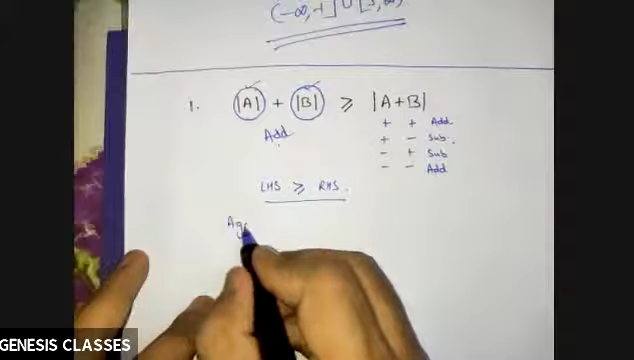 (-∞, -1] ∪ [3, ∞)
1. |A| + |B| ≥ |A+B|
Add
+ + Add
+ - Sub.
- + Sub
- - Add
LHS ≥ RHS.
GENESIS CLASSES